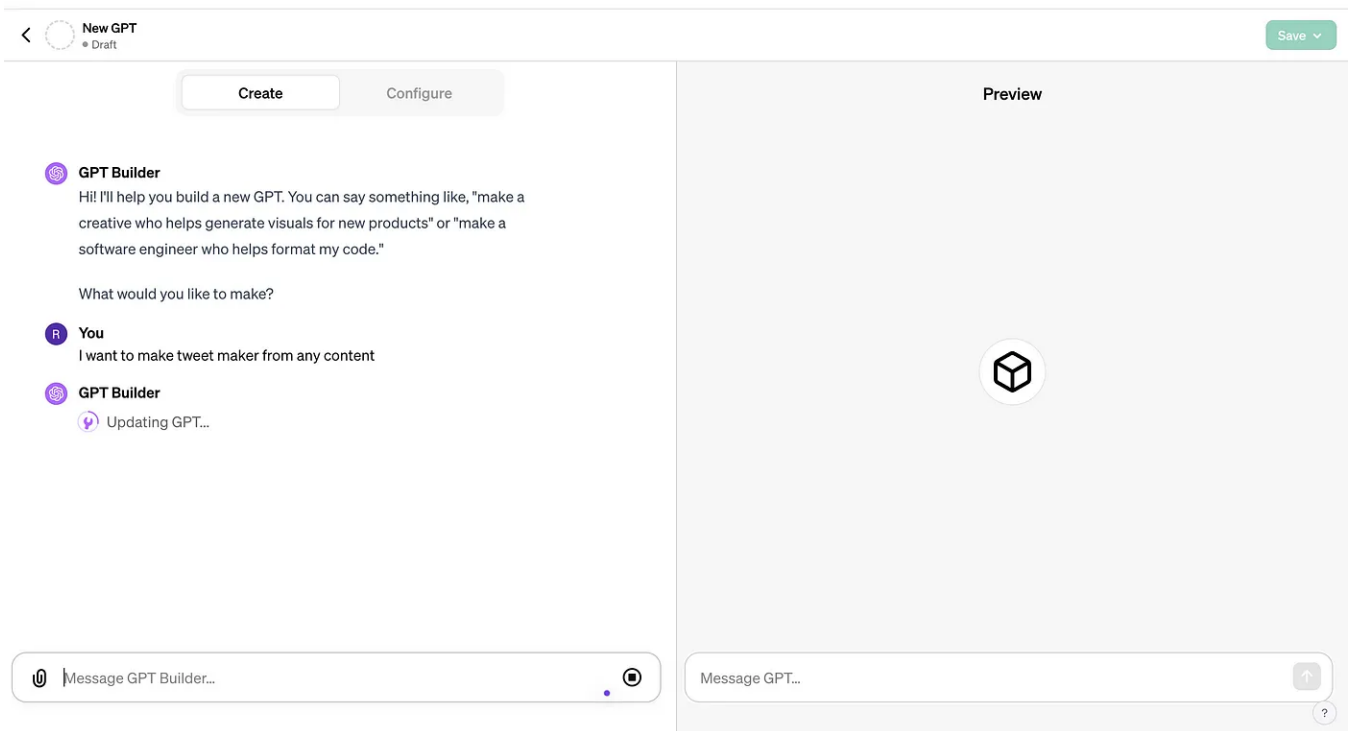 New GPT
Draft
Save
Create
Configure
Preview
GPT Builder
Hi! I'll help you build a new GPT. You can say something like, "make a
creative who helps generate visuals for new products" or "make a
software engineer who helps format my code."
What would you like to make?
R
You
I want to make tweet maker from any content
GPT Builder
Updating GPT...
Message GPT Builder...
Message GPT...
?